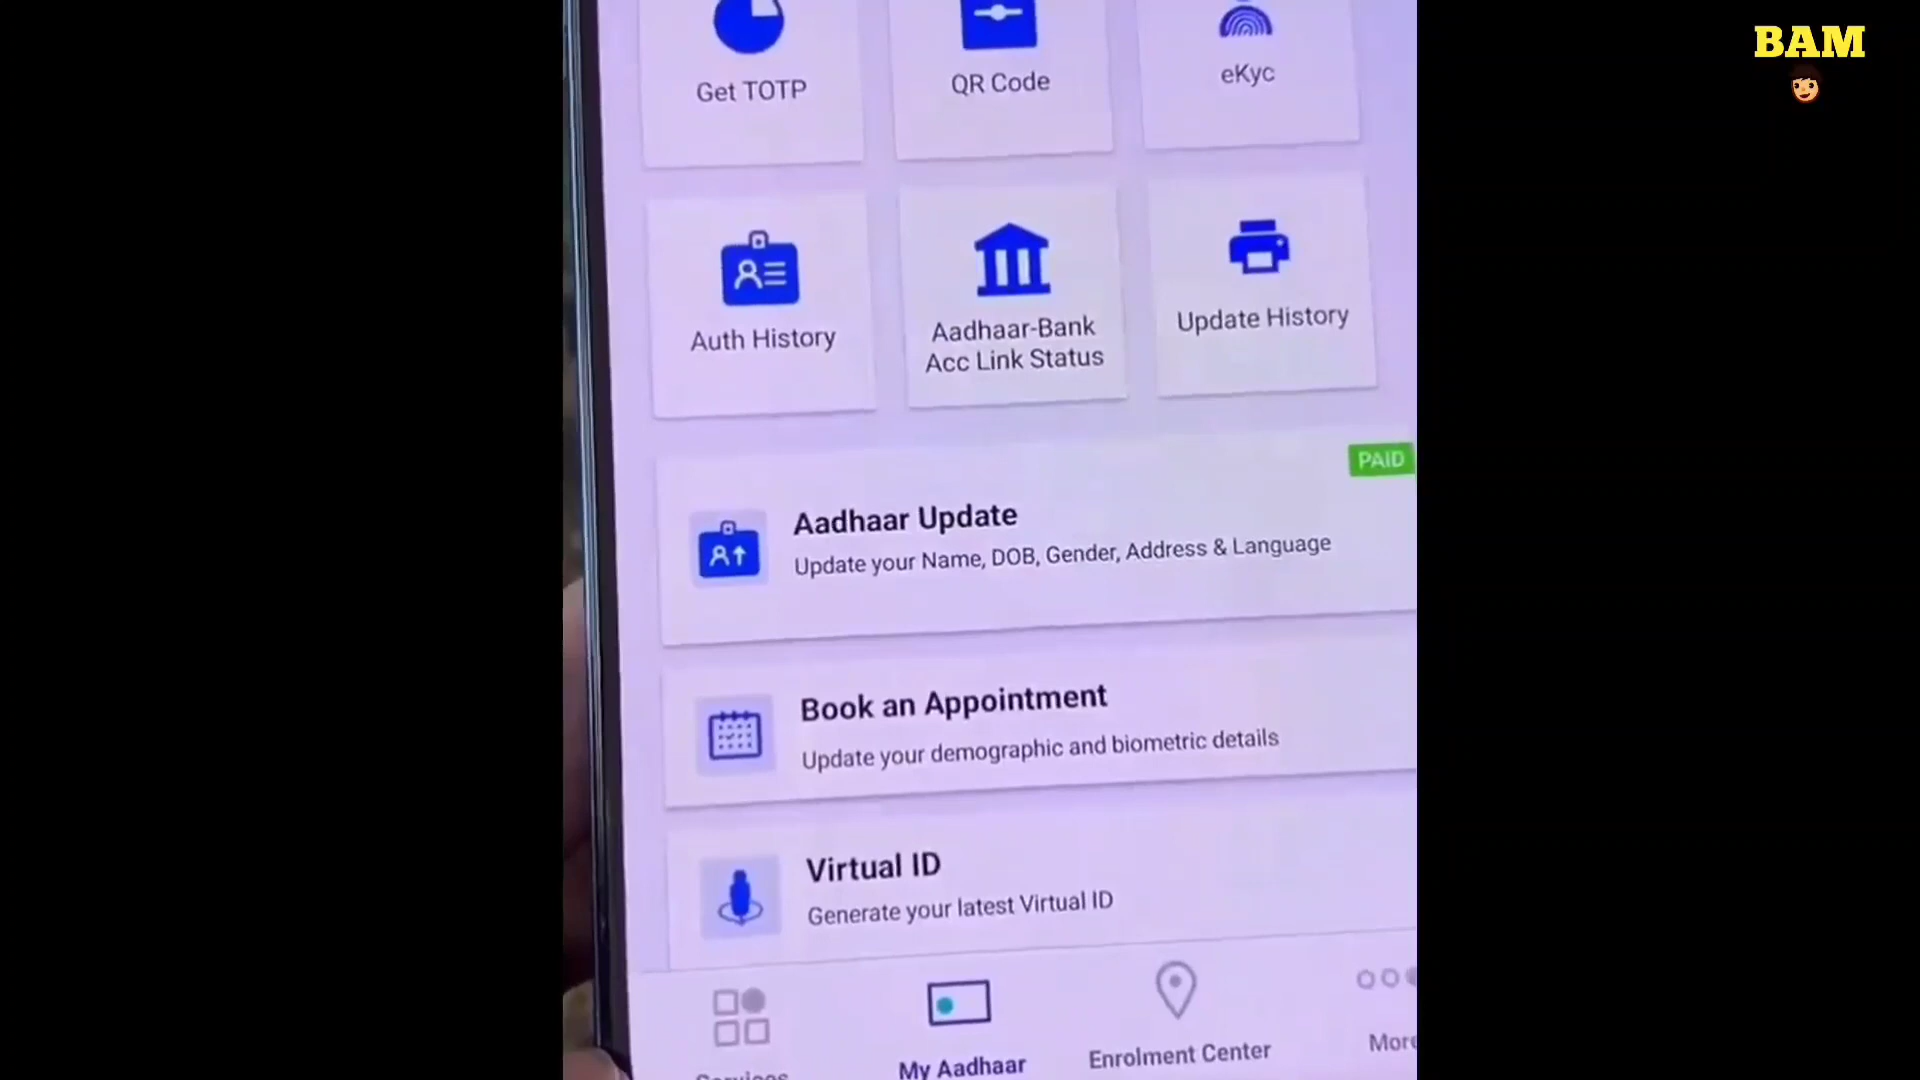 BAM
Get TOTP
QR Code
eKyc
Auth History
Aadhaar-Bank
Acc Link Status
Update History
PAID
Aadhaar Update
Update your Name, DOB, Gender, Address & Language
Book an Appointment
Update your demographic and biometric details
Virtual ID
Generate your latest Virtual ID
My Aadhaar
Enrolment Center
More